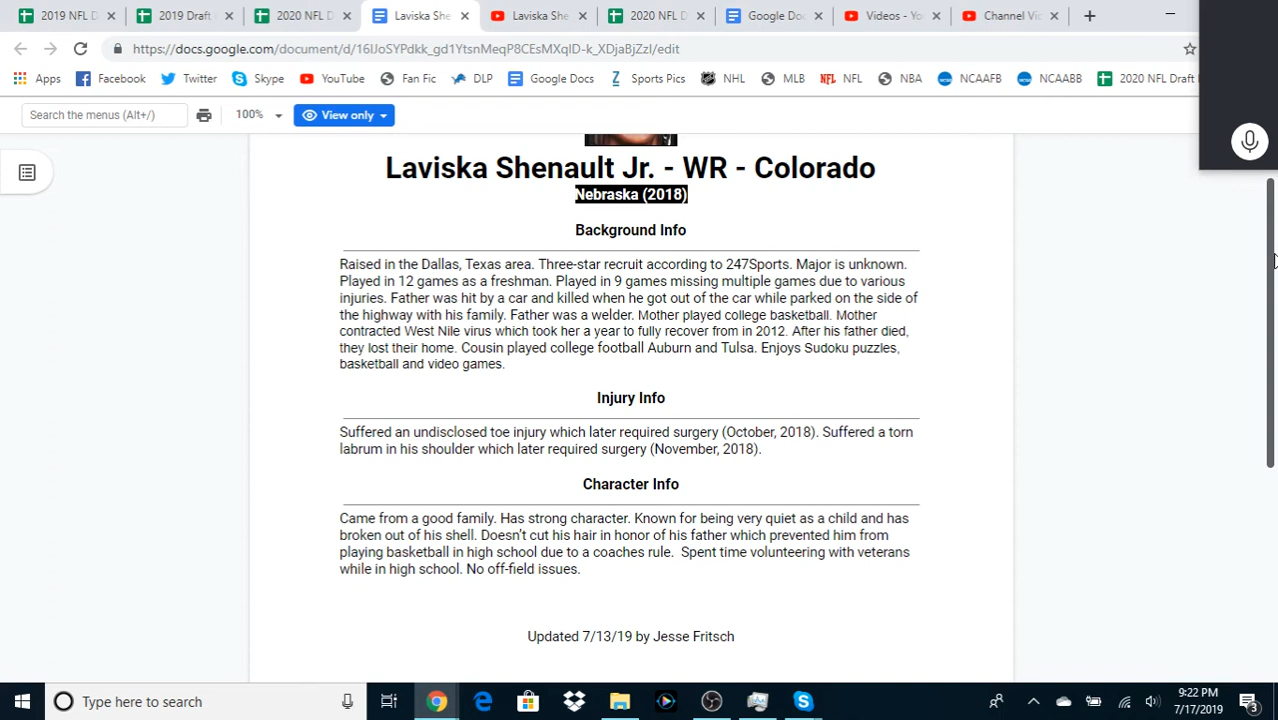 2019 NFL D
2019 Draft
2020 NFL D
Laviska She
Laviska She
2020 NFL D
Google Doc
Videos - Yo
Channel Vi
https://docs.google.com/document/d/16IJoSYPdkk_gd1YtsnMeqP8CEsMXqID-k_XDjaBjZzI/edit
Apps Facebook Twitter Skype YouTube Fan Fic DLP Google Docs Sports Pics NHL MLB NFL NBA NCAAFB NCAABB 2020 NFL Draft
Search the menus (Alt+/) 100% View only
Laviska Shenault Jr. - WR - Colorado
Nebraska (2018)
Background Info
Raised in the Dallas, Texas area. Three-star recruit according to 247Sports. Major is unknown.
Played in 12 games as a freshman. Played in 9 games missing multiple games due to various
injuries. Father was hit by a car and killed when he got out of the car while parked on the side of
the highway with his family. Father was a welder. Mother played college basketball. Mother
contracted West Nile virus which took her a year to fully recover from in 2012. After his father died,
they lost their home. Cousin played college football Auburn and Tulsa. Enjoys Sudoku puzzles,
basketball and video games.
Injury Info
Suffered an undisclosed toe injury which later required surgery (October, 2018). Suffered a torn
labrum in his shoulder which later required surgery (November, 2018).
Character Info
Came from a good family. Has strong character. Known for being very quiet as a child and has
broken out of his shell. Doesn't cut his hair in honor of his father which prevented him from
playing basketball in high school due to a coaches rule. Spent time volunteering with veterans
while in high school. No off-field issues.
Updated 7/13/19 by Jesse Fritsch
Type here to search
9:22 PM
7/17/2019
3